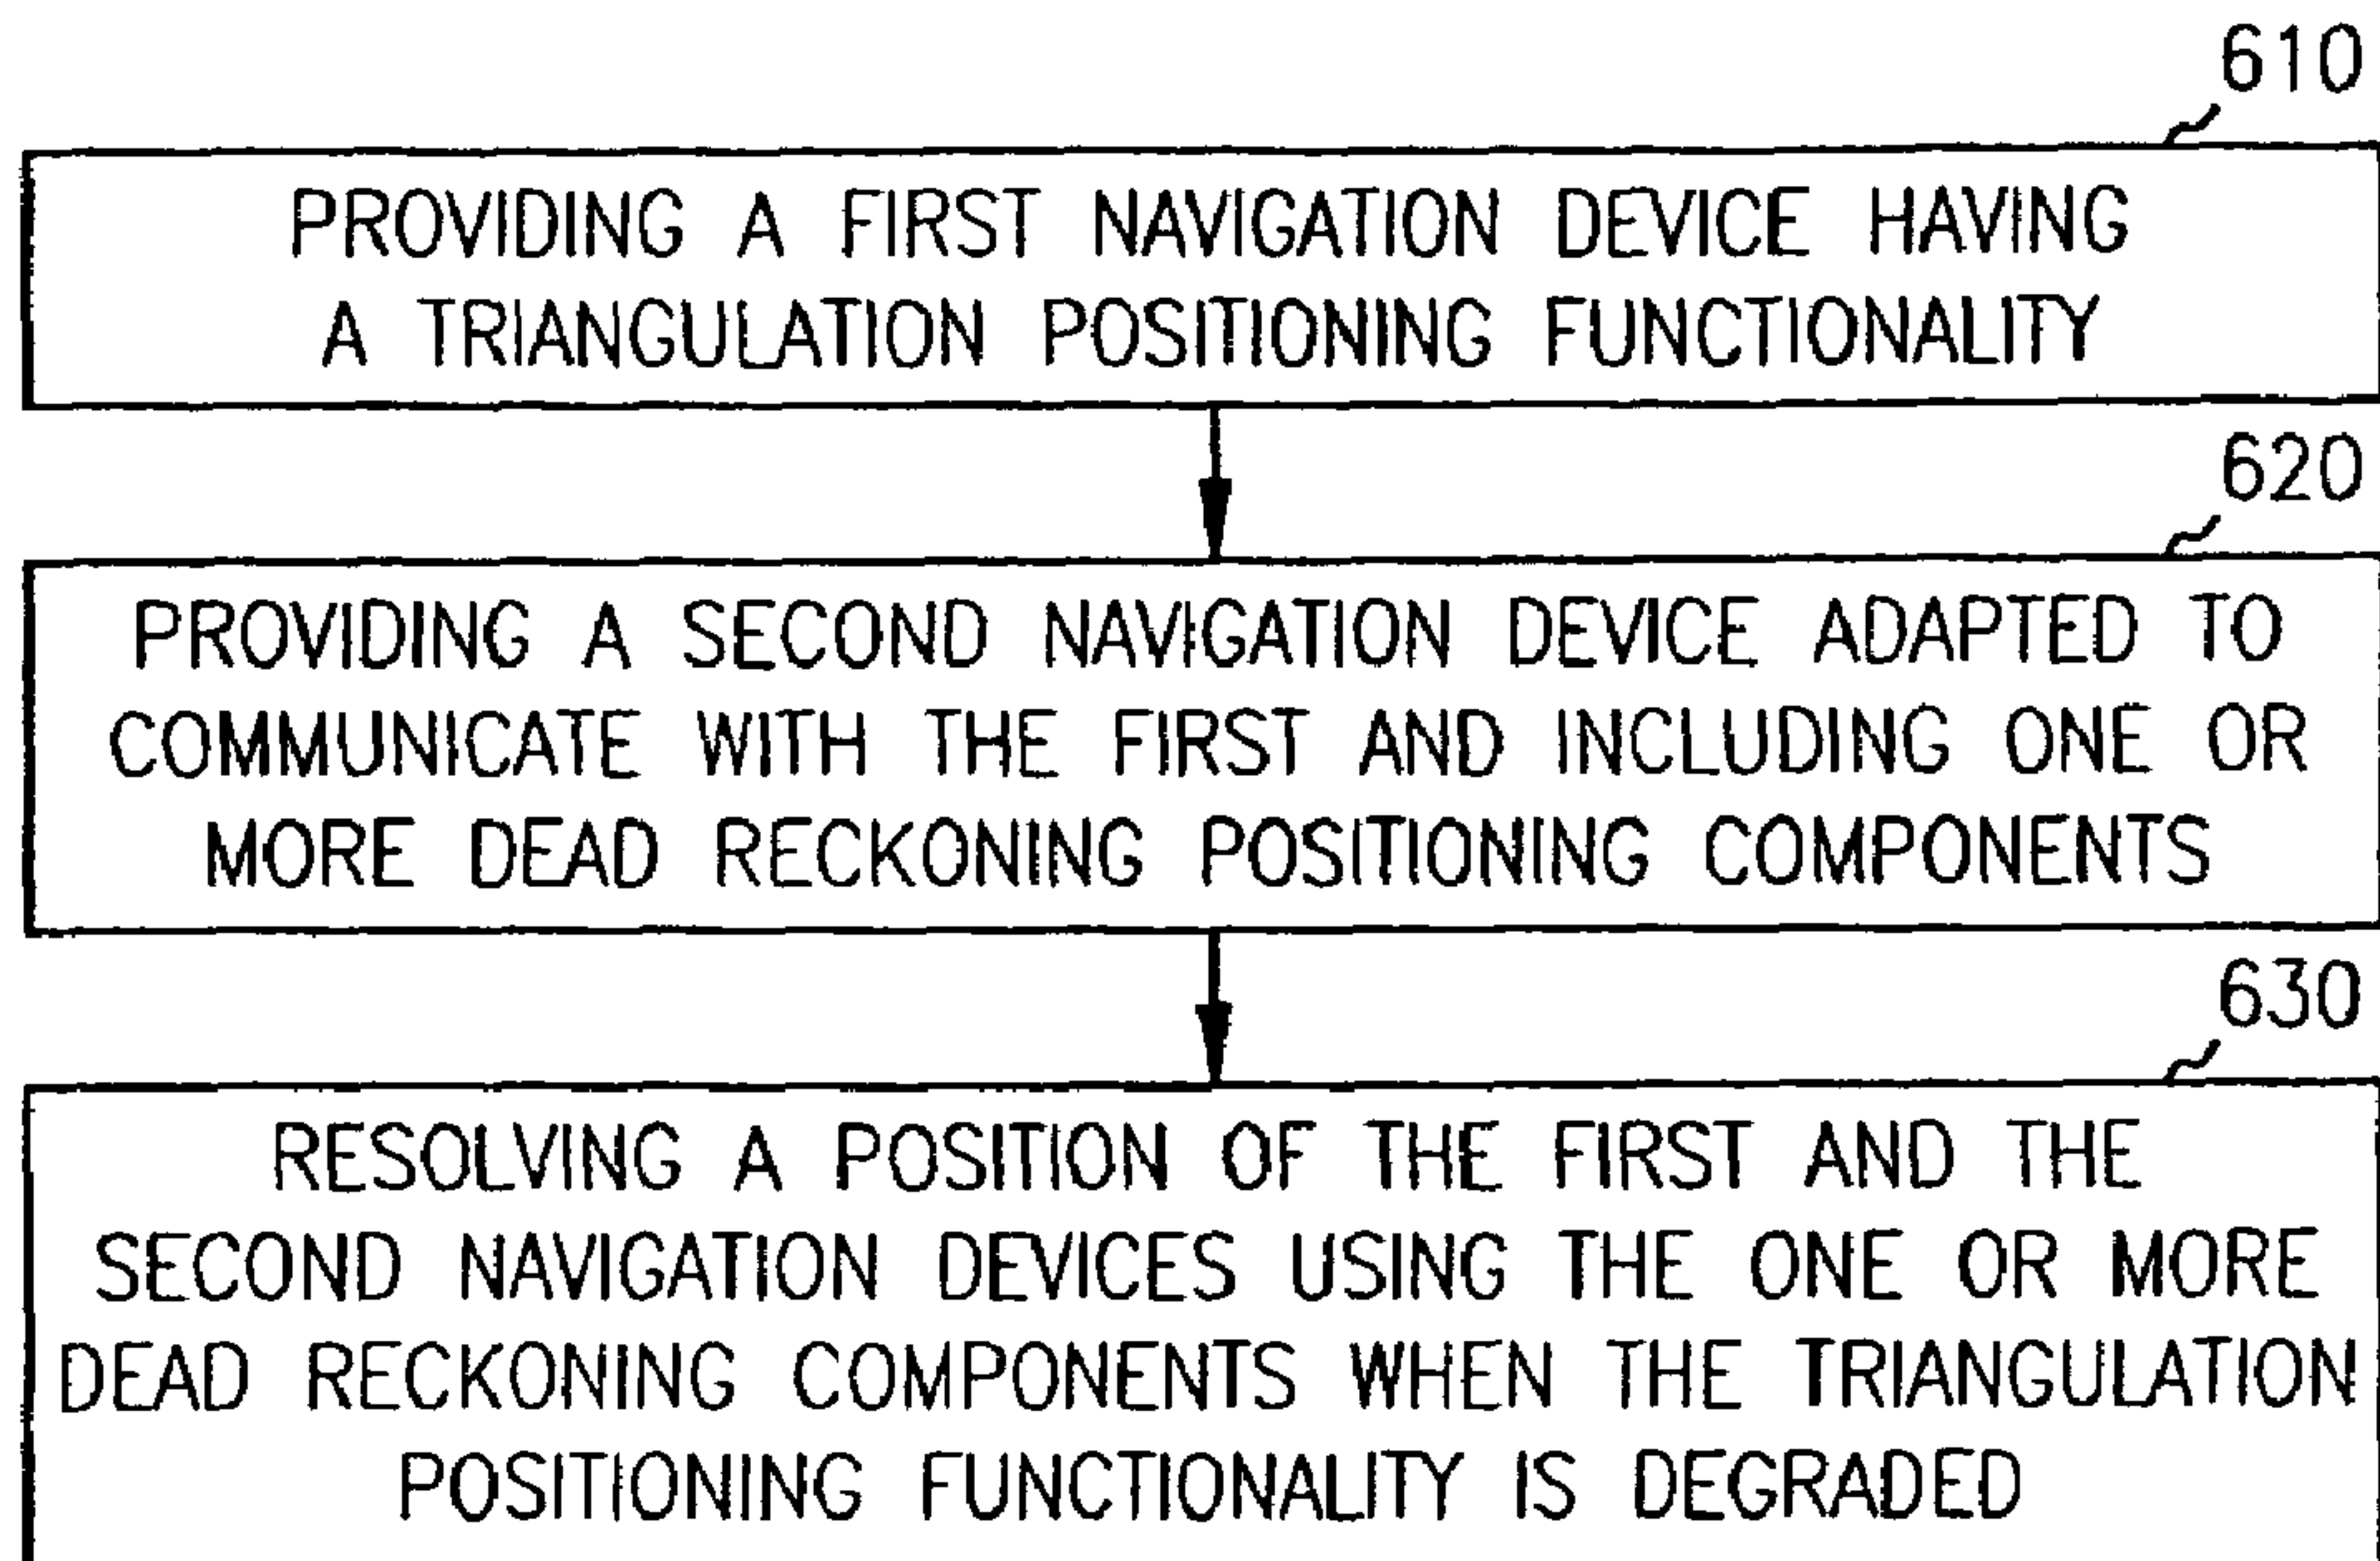 610
PROVIDING A FIRST NAVIGATION DEVICE HAVING
A TRIANGULATION POSITIONING FUNCTIONALITY
620
PROVIDING A SECOND NAVIGATION DEVICE ADAPTED TO
COMMUNICATE WITH THE FIRST AND INCLUDING ONE OR
MORE DEAD RECKONING POSITIONING COMPONENTS
630
RESOLVING A POSITION OF THE FIRST AND THE
SECOND NAVIGATION DEVICES USING THE ONE OR MORE
DEAD RECKONING COMPONENTS WHEN THE TRIANGULATION
POSITIONING FUNCTIONALITY IS DEGRADED